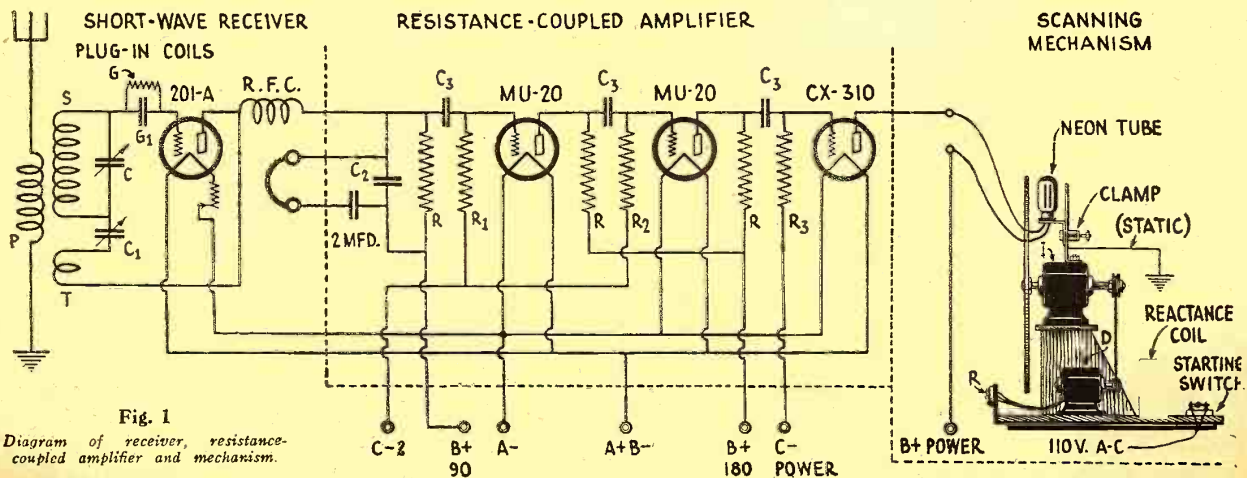 SHORT-WAVE RECEIVER
RESISTANCE-COUPLED AMPLIFIER
SCANNING
MECHANISM
PLUG-IN COILS
G
201-A
R.F.C.
C3
MU-20
C3
MU-20
C3
CX-310
NEON TUBE
S
G1
C
C2
CLAMP
(STATIC)
P
C1
2 MFD.
R
R1
R
R2
R
R3
I
T
REACTANCE
COIL
D
STARTING
SWITCH
R
Fig. 1
Diagram of receiver, resistance-
coupled amplifier and mechanism.
C-2
B+
90
A-
A+B-
B+
180
C-
POWER
B+ POWER
110V. A-C